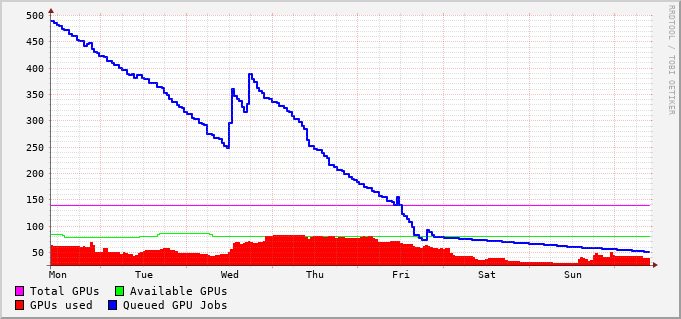 500
450
400
350
300
250
200
150
100
50
Mon Tue Wed Thu Fri Sat Sun
Total GPUs Available GPUs
GPUs used Queued GPU Jobs
RRDTOOL / TOBI OETIKER